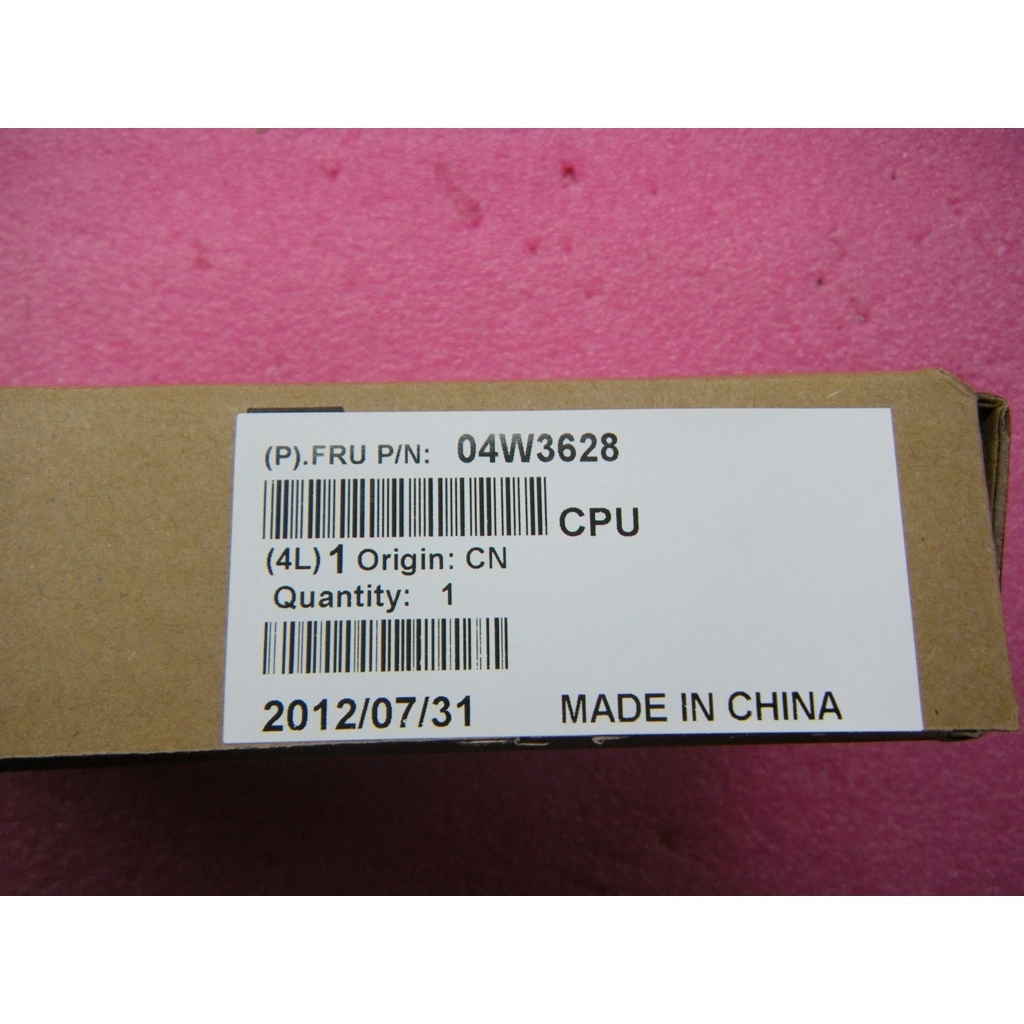 (P).FRU P/N: 04W3628
CPU
(4L) 1 Origin: CN
Quantity: 1
2012/07/31 MADE IN CHINA